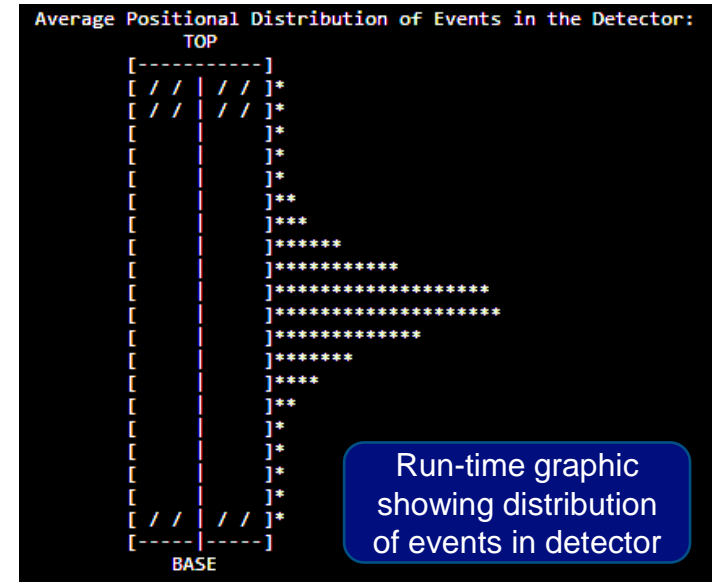 Average Positional Distribution of Events in the Detector:
TOP
[-----------]
[ / / | / / ]*
[ / / | / / ]*
[     |     ]*
[     |     ]*
[     |     ]*
[     |     ]**
[     |     ]***
[     |     ]******
[     |     ]***********
[     |     ]*******************
[     |     ]********************
[     |     ]*************
[     |     ]*******
[     |     ]****
[     |     ]**
[     |     ]*
[     |     ]*
[     |     ]*
[     |     ]*
[ / / | / / ]*
[-----|-----]
BASE
Run-time graphic
showing distribution
of events in detector